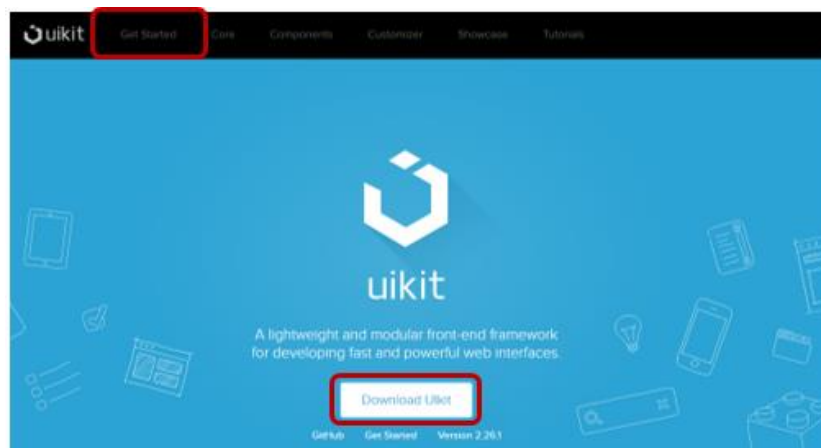 uikit Get Started Core Components Customizer Showcase Tutorials
uikit
A lightweight and modular front-end framework
for developing fast and powerful web interfaces.
Download UIkit
GitHub Get Started Version 2.26.1